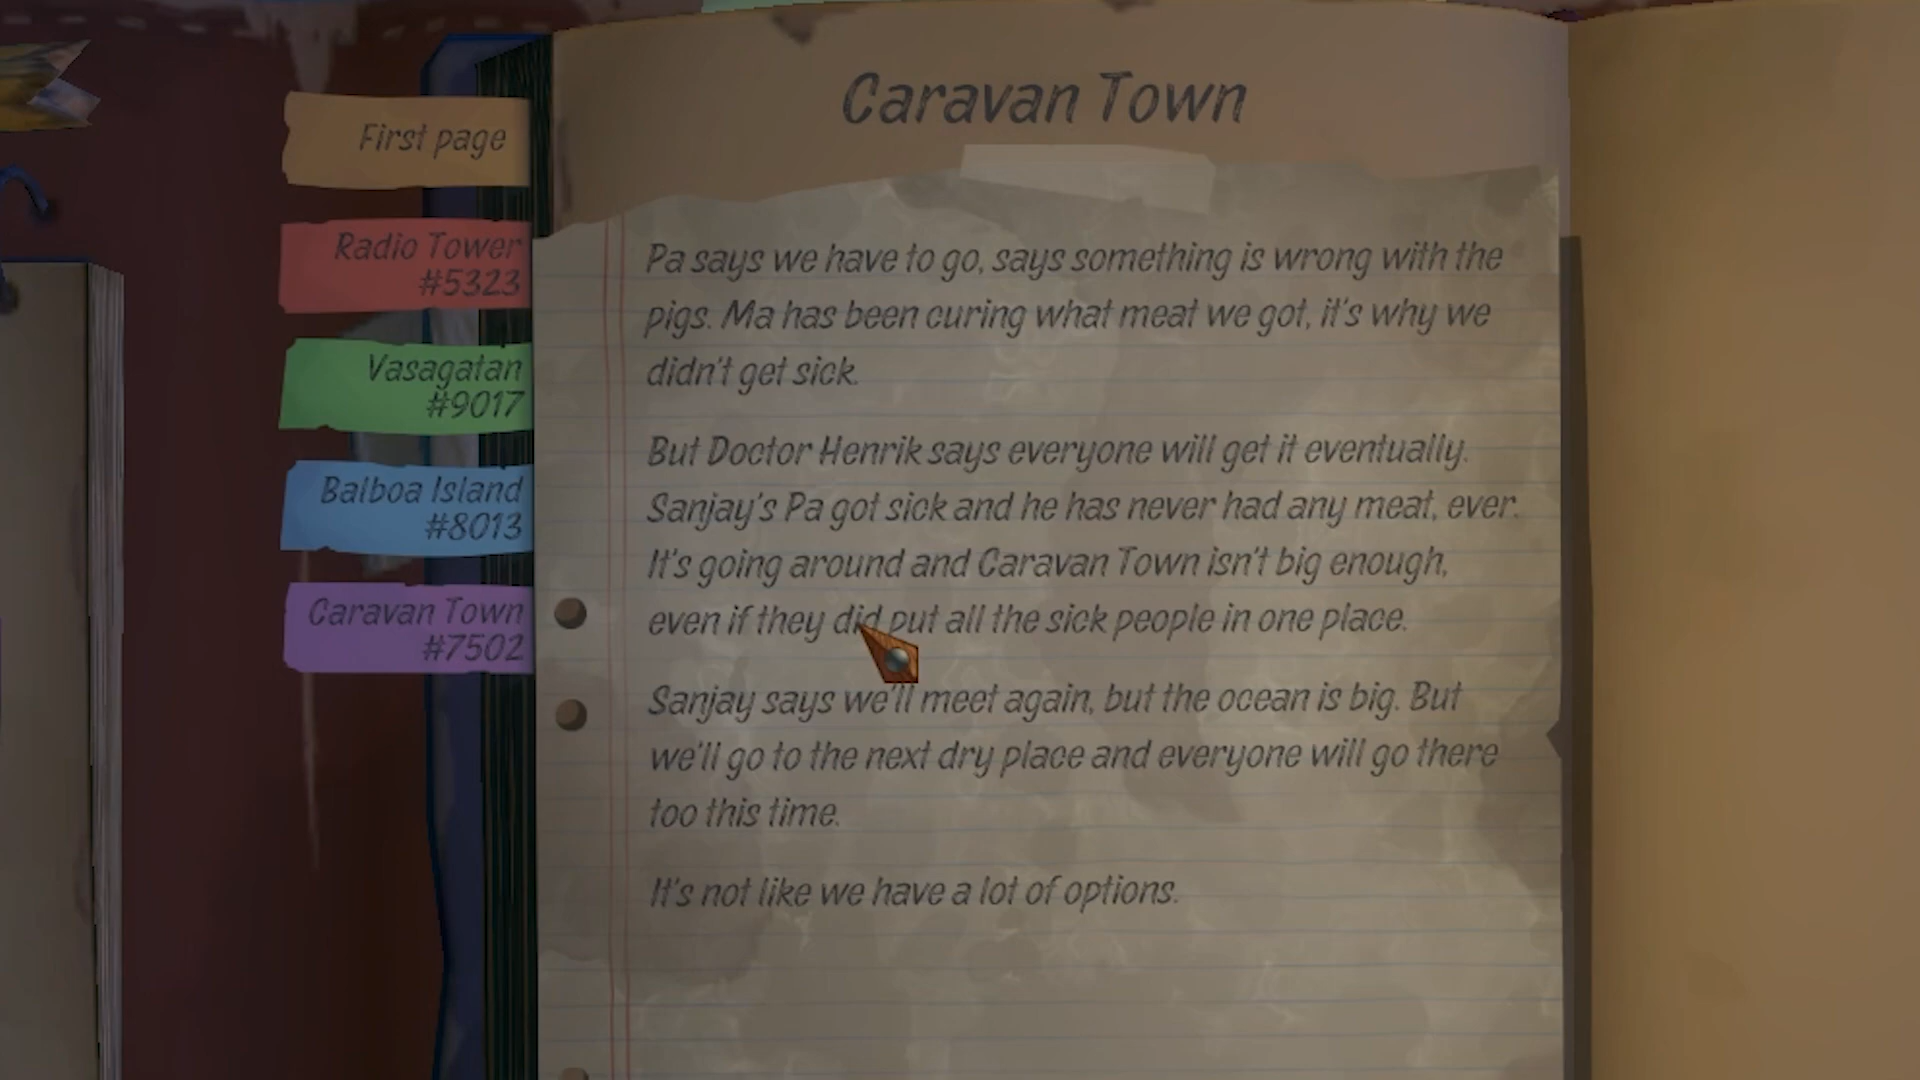 Caravan Town
First page
Radio Tower
#5323
Vasagatan
#9017
Balboa Island
#8013
Caravan Town
#7502
Pa says we have to go, says something is wrong with the
pigs. Ma has been curing what meat we got, it's why we
didn't get sick.
But Doctor Henrik says everyone will get it eventually.
Sanjay's Pa got sick and he has never had any meat, ever.
It's going around and Caravan Town isn't big enough,
even if they did put all the sick people in one place.
Sanjay says we'll meet again, but the ocean is big. But
we'll go to the next dry place and everyone will go there
too this time.
It's not like we have a lot of options.